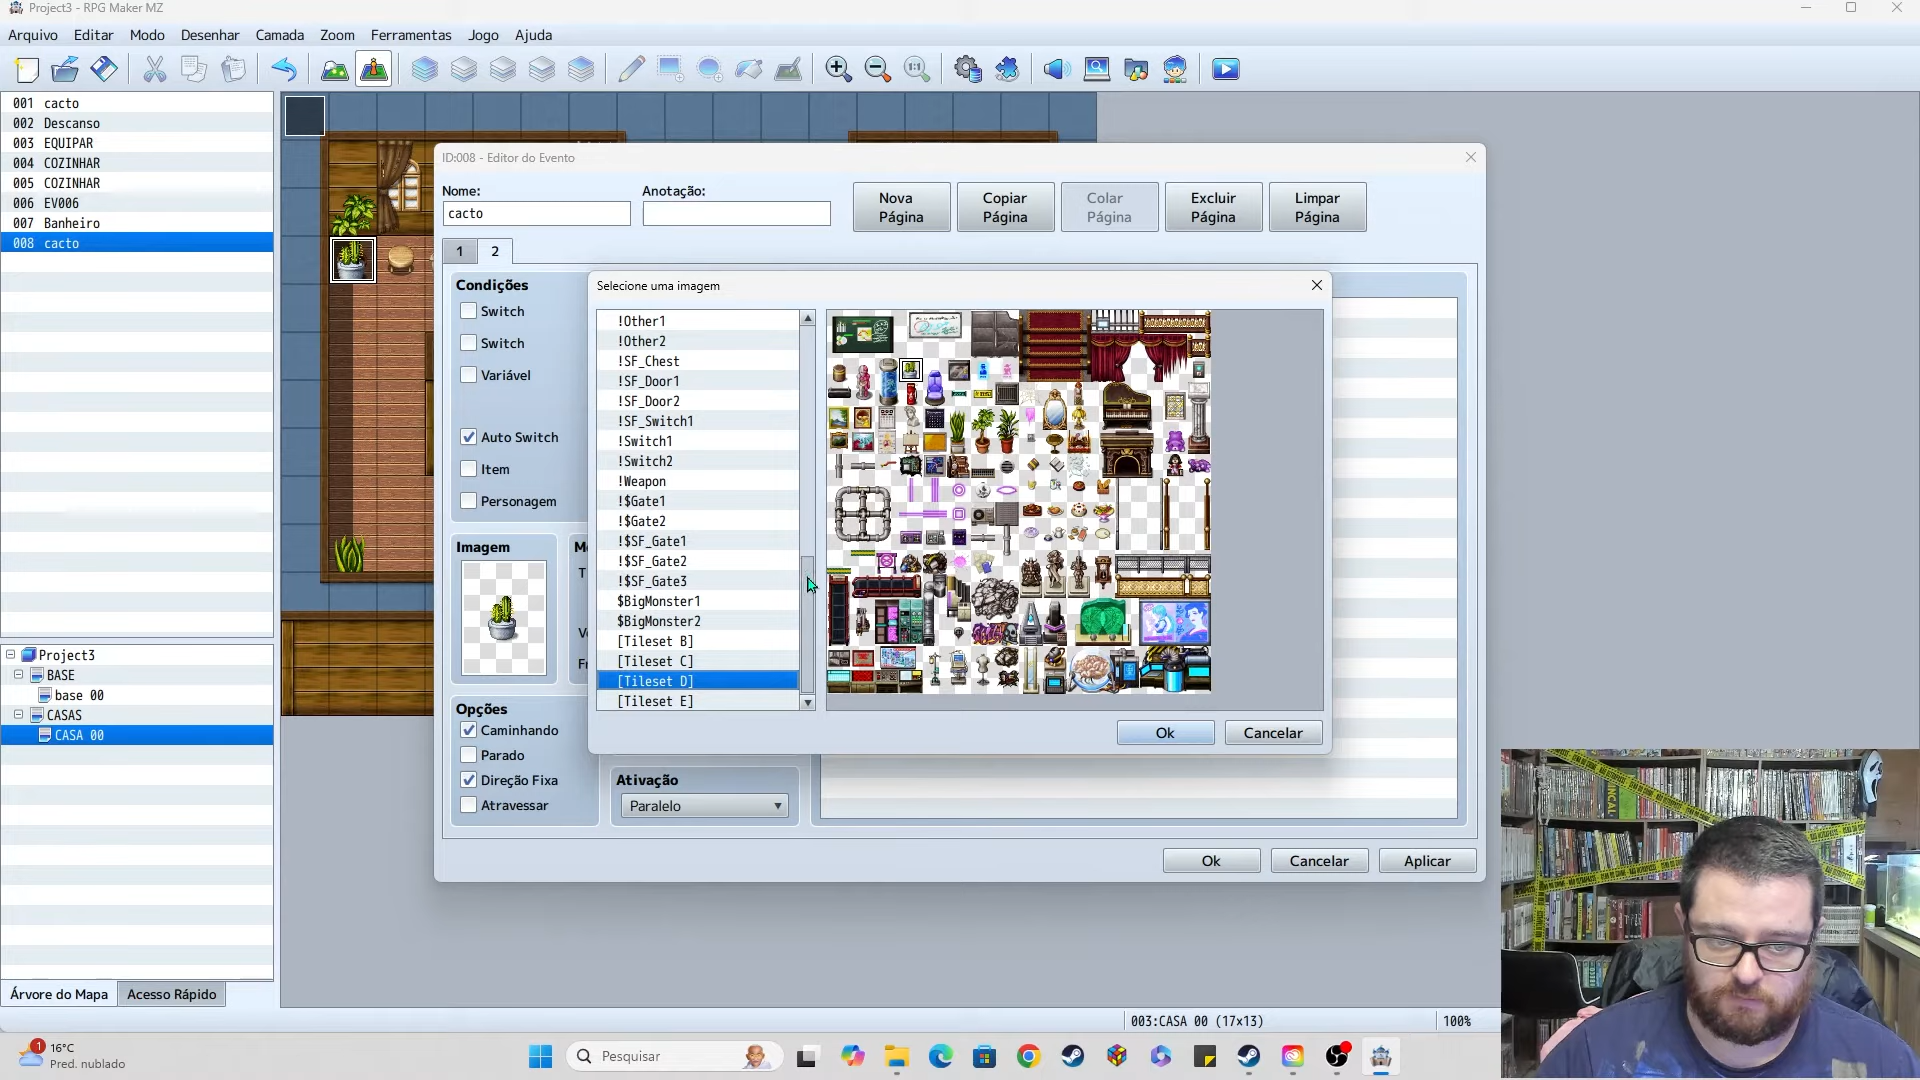 Project3 - RPG Maker MZ
Arquivo Editar Modo Desenhar Camada Zoom Ferramentas Jogo Ajuda
1:1
001 cacto
002 Descanso
003 EQUIPAR
004 COZINHAR
005 COZINHAR
006 EV006
007 Banheiro
008 cacto
ID:008 - Editor do Evento
Nome:
Anotação:
cacto
Nova Página
Copiar Página
Colar Página
Excluir Página
Limpar Página
1 2
Condições
Switch
Switch
Variável
Auto Switch
Item
Personagem
Imagem
Opções
Caminhando
Parado
Direção Fixa
Atravessar
Ativação
Paralelo
Selecione uma imagem
!Other1
!Other2
!SF_Chest
!SF_Door1
!SF_Door2
!SF_Switch1
!Switch1
!Switch2
!Weapon
!$Gate1
!$Gate2
!$SF_Gate1
!$SF_Gate2
!$SF_Gate3
$BigMonster1
$BigMonster2
[Tileset B]
[Tileset C]
[Tileset D]
[Tileset E]
Ok Cancelar
Ok Cancelar Aplicar
Project3
BASE
base 00
CASAS
CASA 00
Árvore do Mapa Acesso Rápido
003:CASA 00 (17x13) 100%
1
16°C
Pred. nublado
Pesquisar